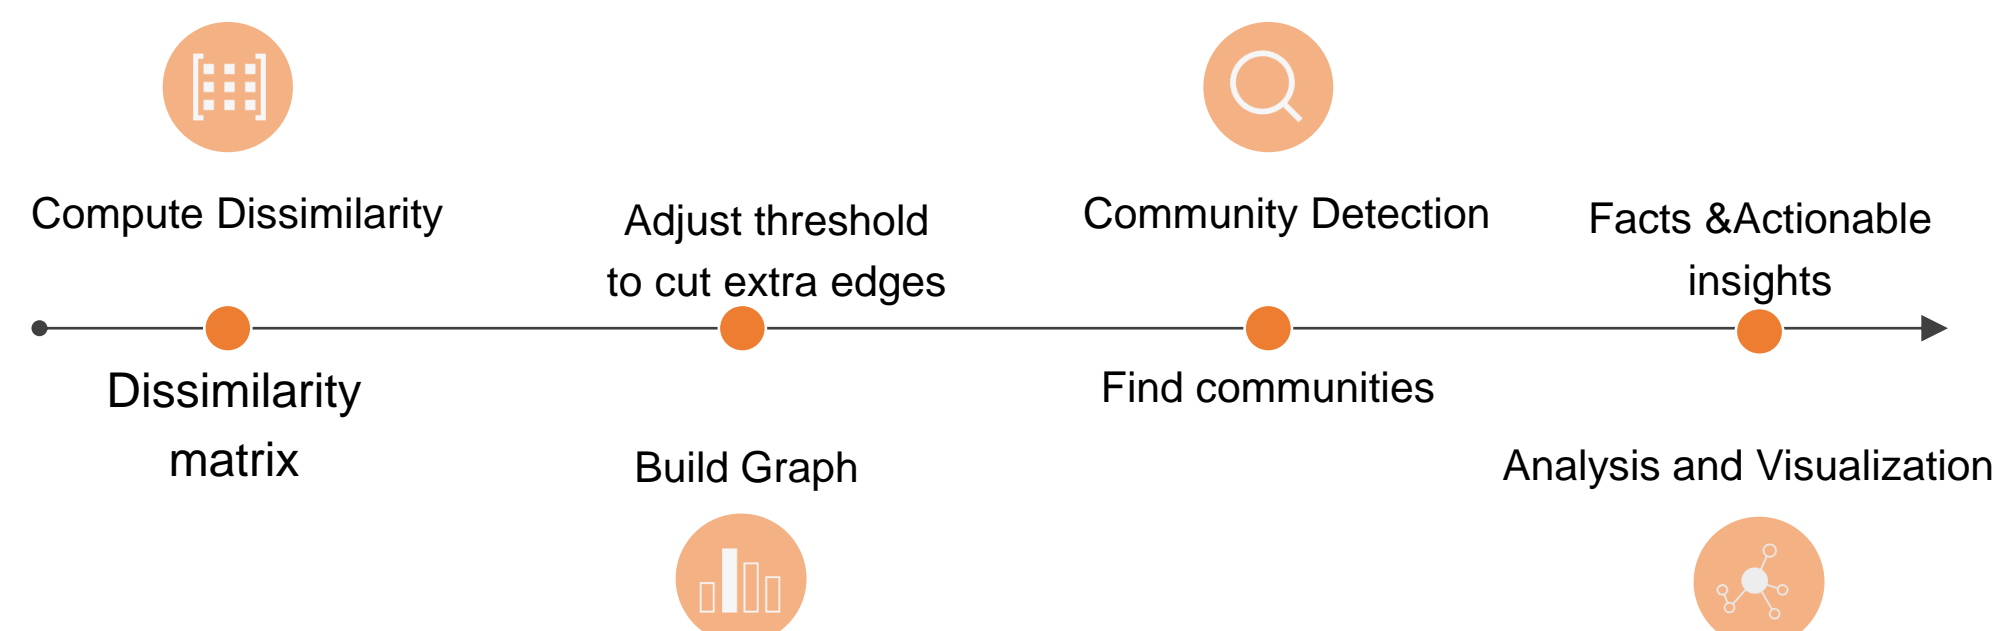 Compute Dissimilarity
Dissimilarity
matrix
Adjust threshold
to cut extra edges
Build Graph
Community Detection
Find communities
Facts &Actionable
insights
Analysis and Visualization